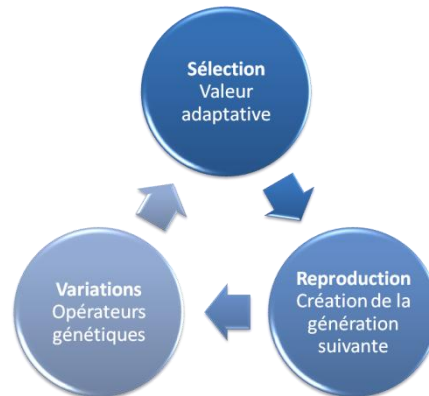 Sélection
Valeur
adaptative
Reproduction
Création de la
génération
suivante
Variations
Opérateurs
génétiques